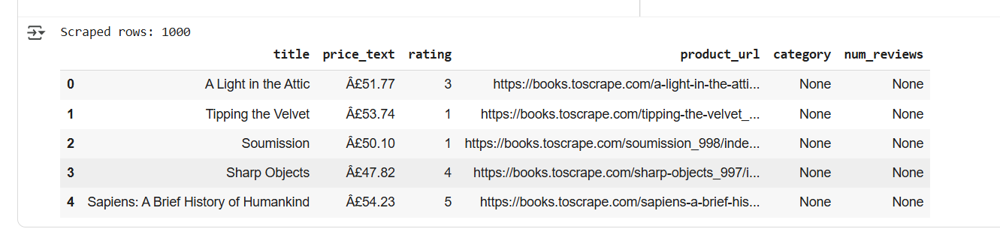 Scraped rows: 1000
title price_text rating product_url category num_reviews
0 A Light in the Attic Â£51.77 3 https://books.toscrape.com/a-light-in-the-atti... None None
1 Tipping the Velvet Â£53.74 1 https://books.toscrape.com/tipping-the-velvet_... None None
2 Soumission Â£50.10 1 https://books.toscrape.com/soumission_998/inde... None None
3 Sharp Objects Â£47.82 4 https://books.toscrape.com/sharp-objects_997/i... None None
4 Sapiens: A Brief History of Humankind Â£54.23 5 https://books.toscrape.com/sapiens-a-brief-his... None None